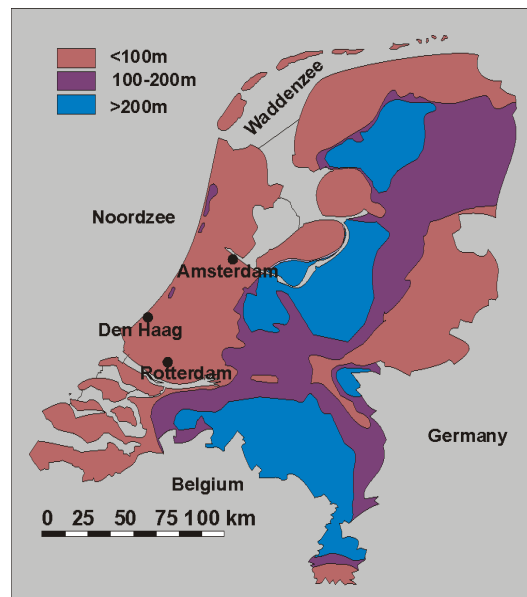 <100m
100-200m
>200m
Waddenzee
Noordzee
Amsterdam
Den Haag
Rotterdam
Germany
Belgium
0 25 50 75 100 km